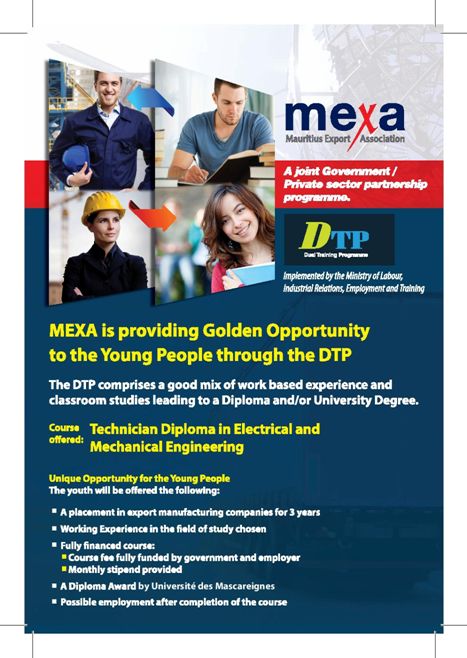 mexa
Mauritius Export Association
A joint Government /
Private sector partnership
programme.
DTP
Dual Training Programme
Implemented by the Ministry of Labour,
Industrial Relations, Employment and Training
MEXA is providing Golden Opportunity
to the Young People through the DTP
The DTP comprises a good mix of work based experience and
classroom studies leading to a Diploma and/or University Degree.
Course offered: Technician Diploma in Electrical and
Mechanical Engineering
Unique Opportunity for the Young People
The youth will be offered the following:
▪ A placement in export manufacturing companies for 3 years
▪ Working Experience in the field of study chosen
▪ Fully financed course:
▪ Course fee fully funded by government and employer
▪ Monthly stipend provided
▪ A Diploma Award by Université des Mascareignes
▪ Possible employment after completion of the course